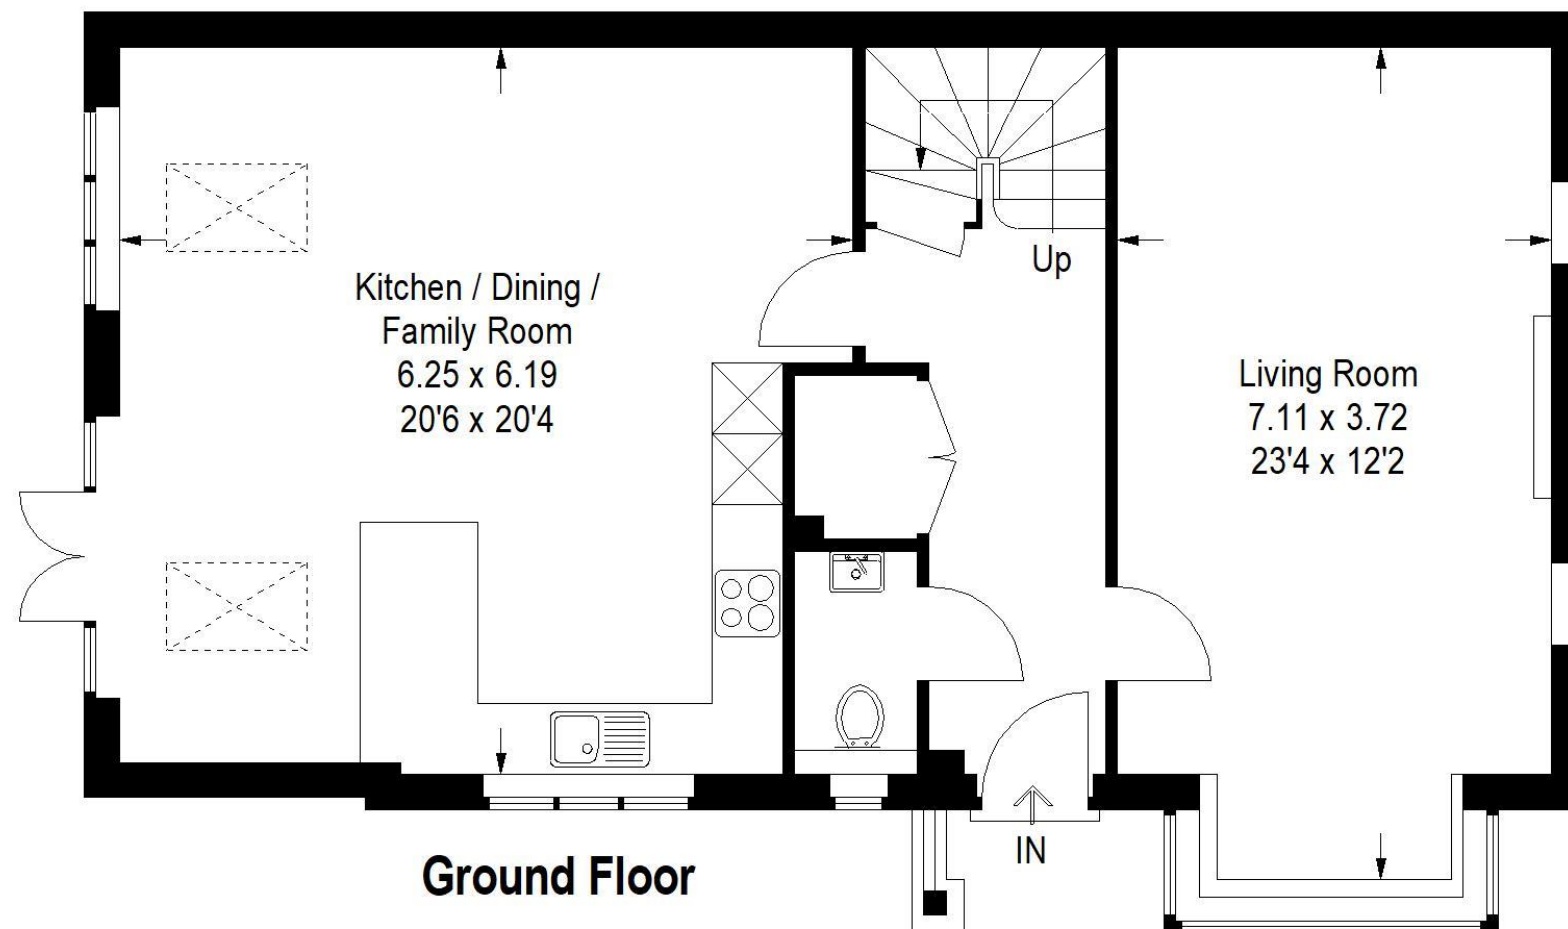 Kitchen / Dining /
Family Room
6.25 x 6.19
20'6 x 20'4
Up
Living Room
7.11 x 3.72
23'4 x 12'2
IN
Ground Floor